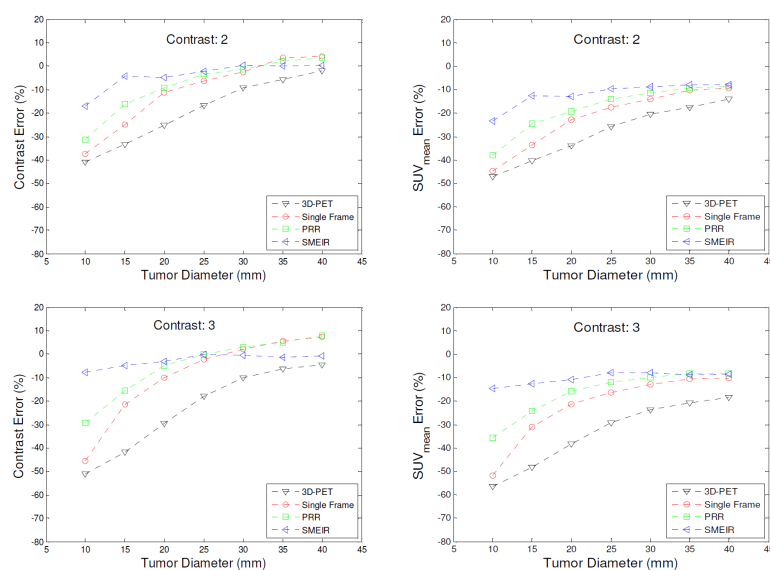 Contrast: 2
Contrast Error (%)
20
10
0
-10
-20
-30
-40
-50
-60
-70
-80
3D-PET
Single Frame
PRR
SMEIR
5 10 15 20 25 30 35 40 45
Tumor Diameter (mm)
Contrast: 2
SUVmean Error (%)
20
10
0
-10
-20
-30
-40
-50
-60
-70
-80
3D-PET
Single Frame
PRR
SMEIR
5 10 15 20 25 30 35 40 45
Tumor Diameter (mm)
Contrast: 3
Contrast Error (%)
20
10
0
-10
-20
-30
-40
-50
-60
-70
-80
3D-PET
Single Frame
PRR
SMEIR
5 10 15 20 25 30 35 40 45
Tumor Diameter (mm)
Contrast: 3
SUVmean Error (%)
20
10
0
-10
-20
-30
-40
-50
-60
-70
-80
3D-PET
Single Frame
PRR
SMEIR
5 10 15 20 25 30 35 40 45
Tumor Diameter (mm)